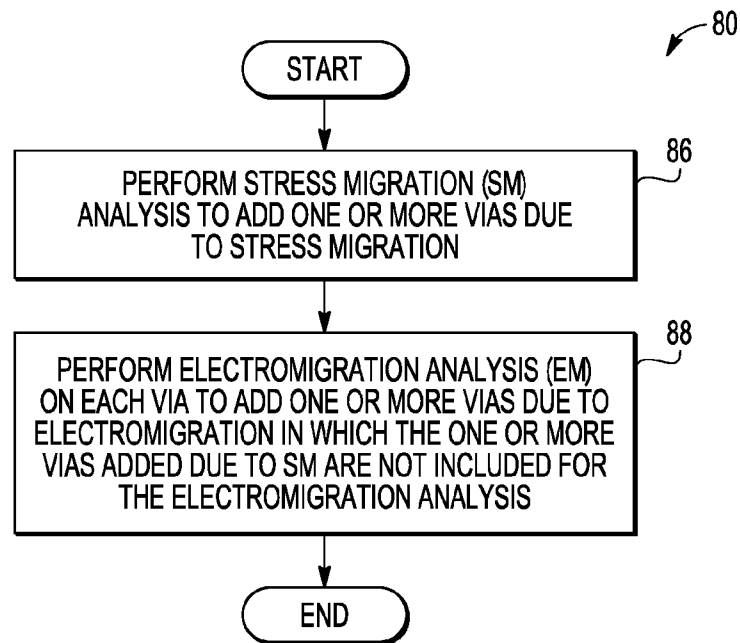 80
START
86
PERFORM STRESS MIGRATION (SM)
ANALYSIS TO ADD ONE OR MORE VIAS DUE
TO STRESS MIGRATION
88
PERFORM ELECTROMIGRATION ANALYSIS (EM)
ON EACH VIA TO ADD ONE OR MORE VIAS DUE TO
ELECTROMIGRATION IN WHICH THE ONE OR MORE
VIAS ADDED DUE TO SM ARE NOT INCLUDED FOR
THE ELECTROMIGRATION ANALYSIS
END